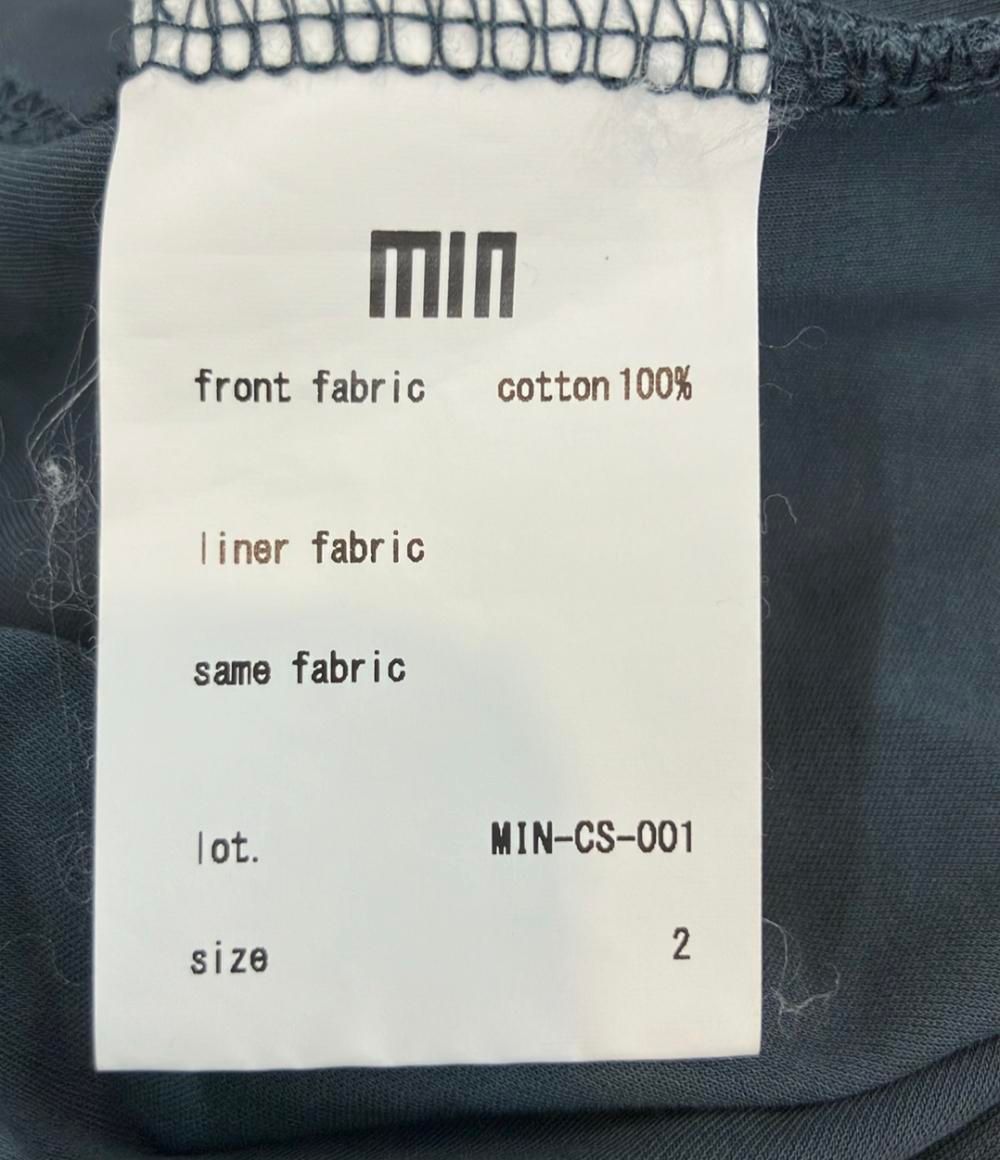 min
front fabric cotton 100%
liner fabric
same fabric
lot. MIN-CS-001
size 2